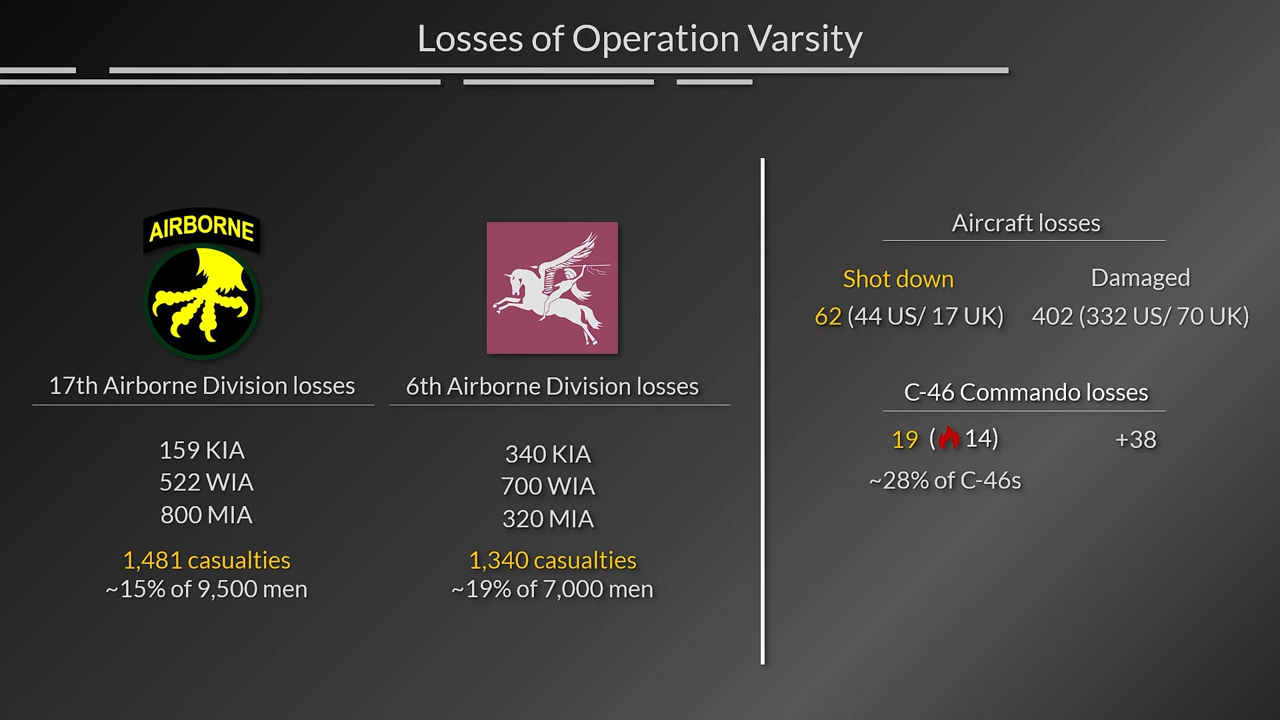 Losses of Operation Varsity
AIRBORNE
17th Airborne Division losses
159 KIA
522 WIA
800 MIA
1,481 casualties
~15% of 9,500 men
6th Airborne Division losses
340 KIA
700 WIA
320 MIA
1,340 casualties
~19% of 7,000 men
Aircraft losses
Shot down
62 (44 US/ 17 UK)
Damaged
402 (332 US/ 70 UK)
C-46 Commando losses
19 ( 14)
+38
~28% of C-46s